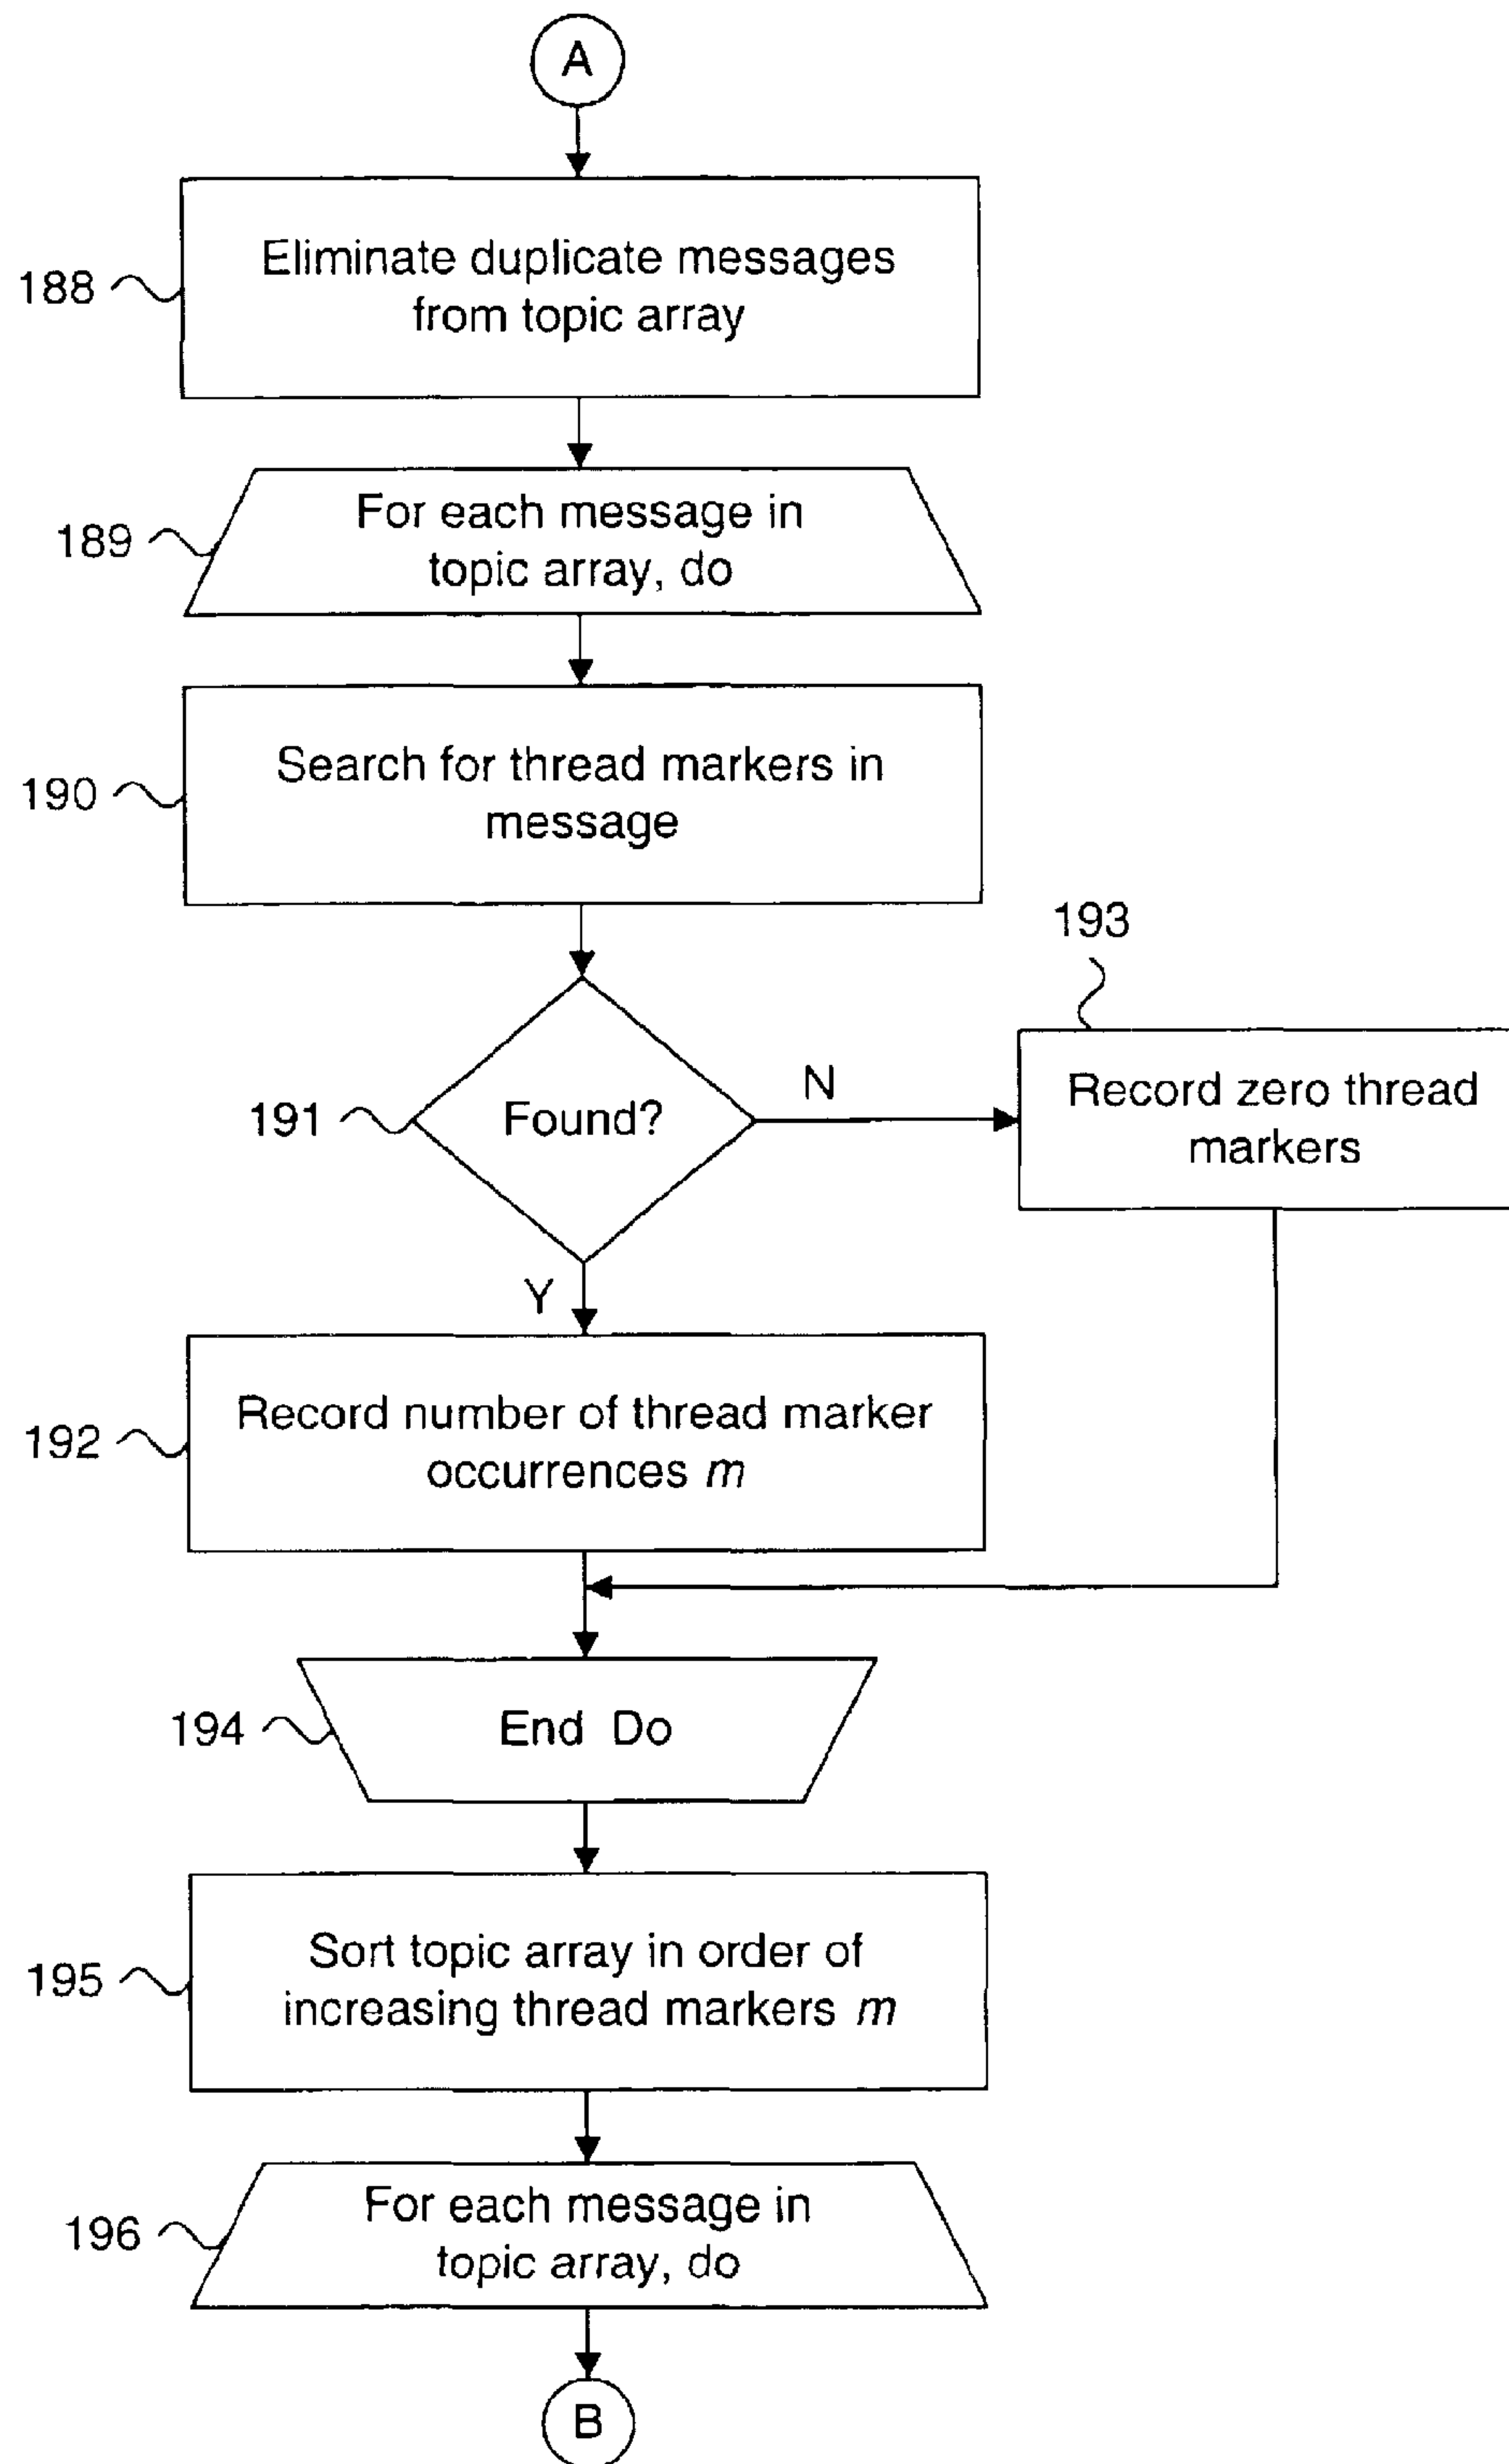 A
188
Eliminate duplicate messages
from topic array
189
For each message in
topic array, do
190
Search for thread markers in
message
193
191
Found?
N
Record zero thread
markers
Y
192
Record number of thread marker
occurrences m
194
End Do
195
Sort topic array in order of
increasing thread markers m
196
For each message in
topic array, do
B